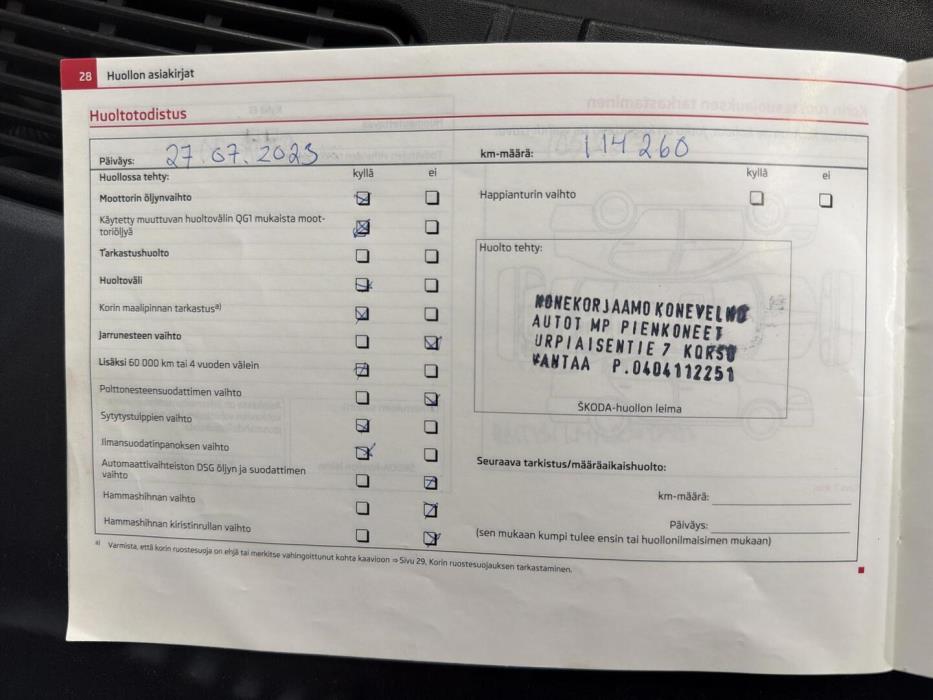 28 Huollon asiakirjat
Huoltotodistus
Päiväys: 27.07.2023
km-määrä: 114260
Huollossa tehty: kyllä ei
Moottorin öljynvaihto
Käytetty muuttuvan huoltovälin QG1 mukaista moot-
toriöljyä
Tarkastushuolto
Huoltoväli
Korin maalipinnan tarkastusa)
Jarrunesteen vaihto
Lisäksi 60 000 km tai 4 vuoden välein
Polttonesteensuodattimen vaihto
Sytytystulppien vaihto
Ilmansuodatinpanoksen vaihto
Automaattivaihteiston DSG öljyn ja suodattimen
vaihto
Hammashihnan vaihto
Hammashihnan kiristinrullan vaihto
kyllä ei
Happianturin vaihto
Huolto tehty:
KONEKORJAAMO KONEVELHO
AUTOT MP PIENKONEET
URPIAISENTIE 7 KORSO
VANTAA P.0404112251
ŠKODA-huollon leima
Seuraava tarkistus/määräaikaishuolto:
km-määrä:
Päiväys:
(sen mukaan kumpi tulee ensin tai huollonilmaisimen mukaan)
a) Varmista, että korin ruostesuoja on ehjä tai merkitse vahingoittunut kohta kaavioon ⇒ Sivu 29, Korin ruostesuojauksen tarkastaminen.